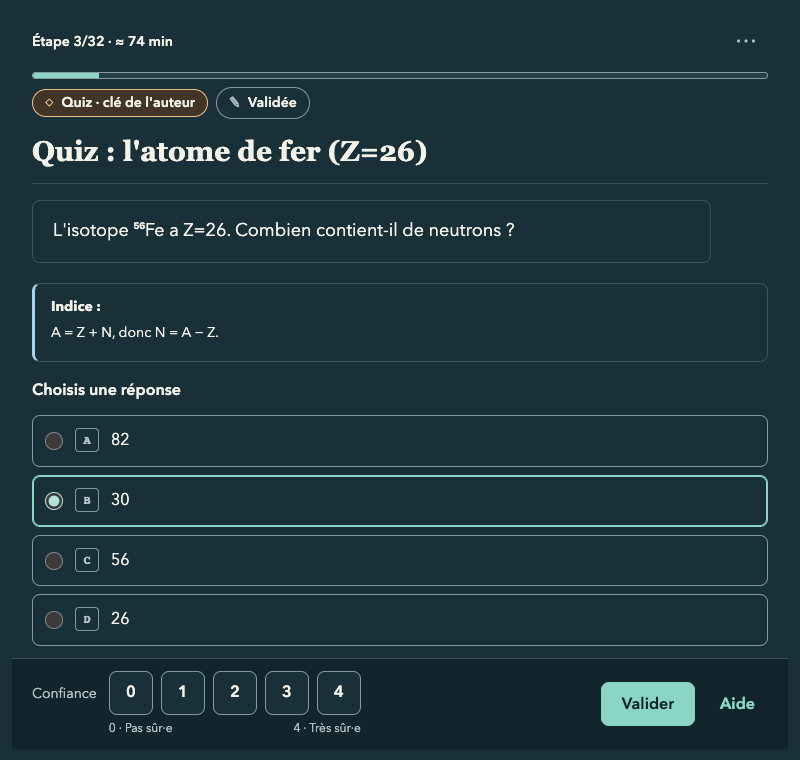 Étape 3/32 · ≈ 74 min
...
◇ Quiz · clé de l'auteur
✎ Validée
Quiz : l'atome de fer (Z=26)
L'isotope ⁵⁶Fe a Z=26. Combien contient-il de neutrons ?
Indice :
A = Z + N, donc N = A − Z.
Choisis une réponse
A 82
B 30
C 56
D 26
Confiance 0 1 2 3 4
0 · Pas sûr·e 4 · Très sûr·e
Valider Aide